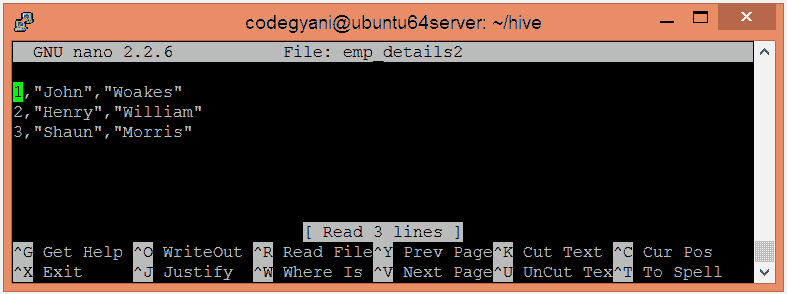 codegyani@ubuntu64server: ~/hive
GNU nano 2.2.6 File: emp_details2
1,"John","Woakes"
2,"Henry","William"
3,"Shaun","Morris"
[ Read 3 lines ]
^G Get Help ^O WriteOut ^R Read File^Y Prev Page^K Cut Text ^C Cur Pos
^X Exit ^J Justify ^W Where Is ^V Next Page^U UnCut Tex^T To Spell